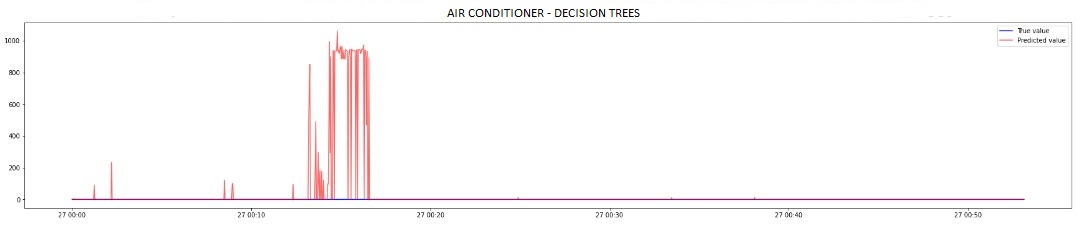 AIR CONDITIONER - DECISION TREES
True value
Predicted value
1000
800
600
400
200
0
27 00:00 27 00:10 27 00:20 27 00:30 27 00:40 27 00:50